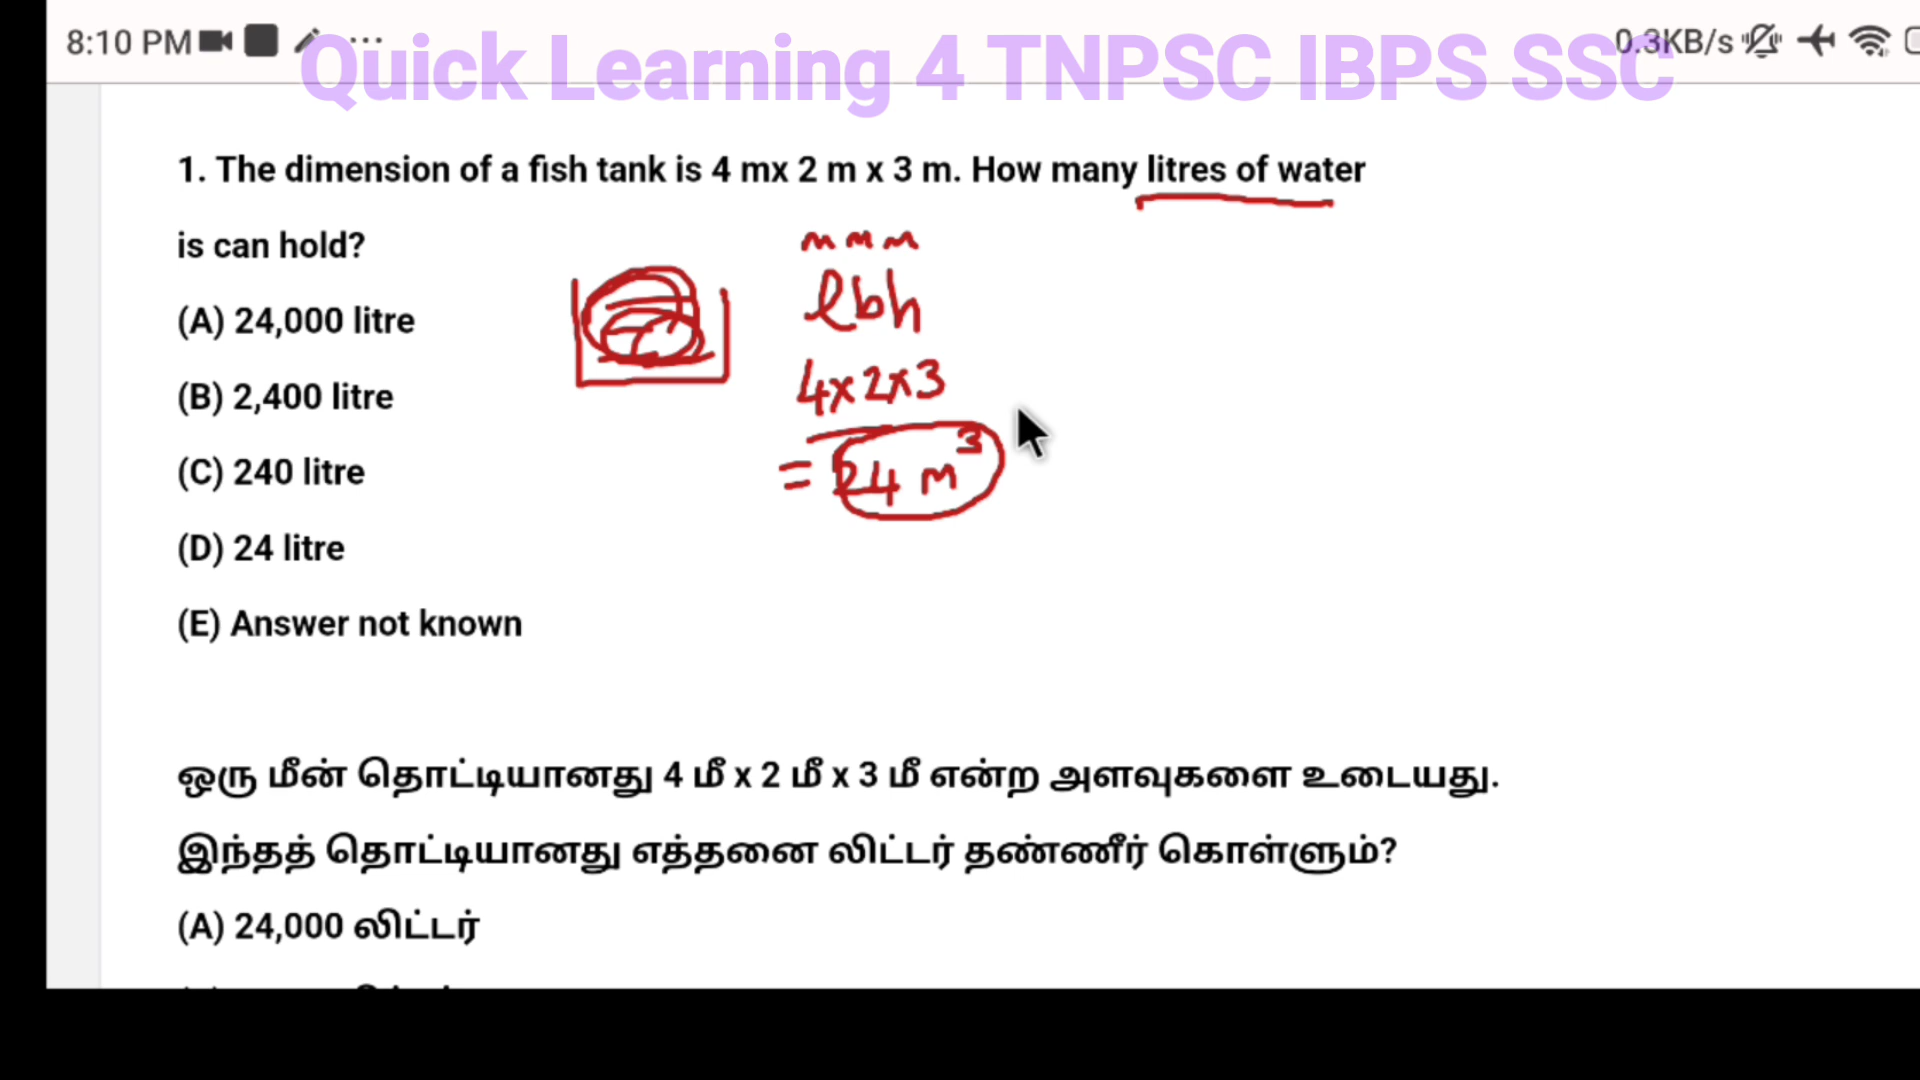 8:10 PM ... 0.3KB/s
Quick Learning 4 TNPSC IBPS SSC
1. The dimension of a fish tank is 4 mx 2 m x 3 m. How many litres of water
is can hold?
m m m
lbh
(A) 24,000 litre
4x2x3
(B) 2,400 litre
= 24 m³
(C) 240 litre
(D) 24 litre
(E) Answer not known
ஒரு மீன் தொட்டியானது 4 மீ x 2 மீ x 3 மீ என்ற அளவுகளை உடையது.
இந்தத் தொட்டியானது எத்தனை லிட்டர் தண்ணீர் கொள்ளும்?
(A) 24,000 லிட்டர்